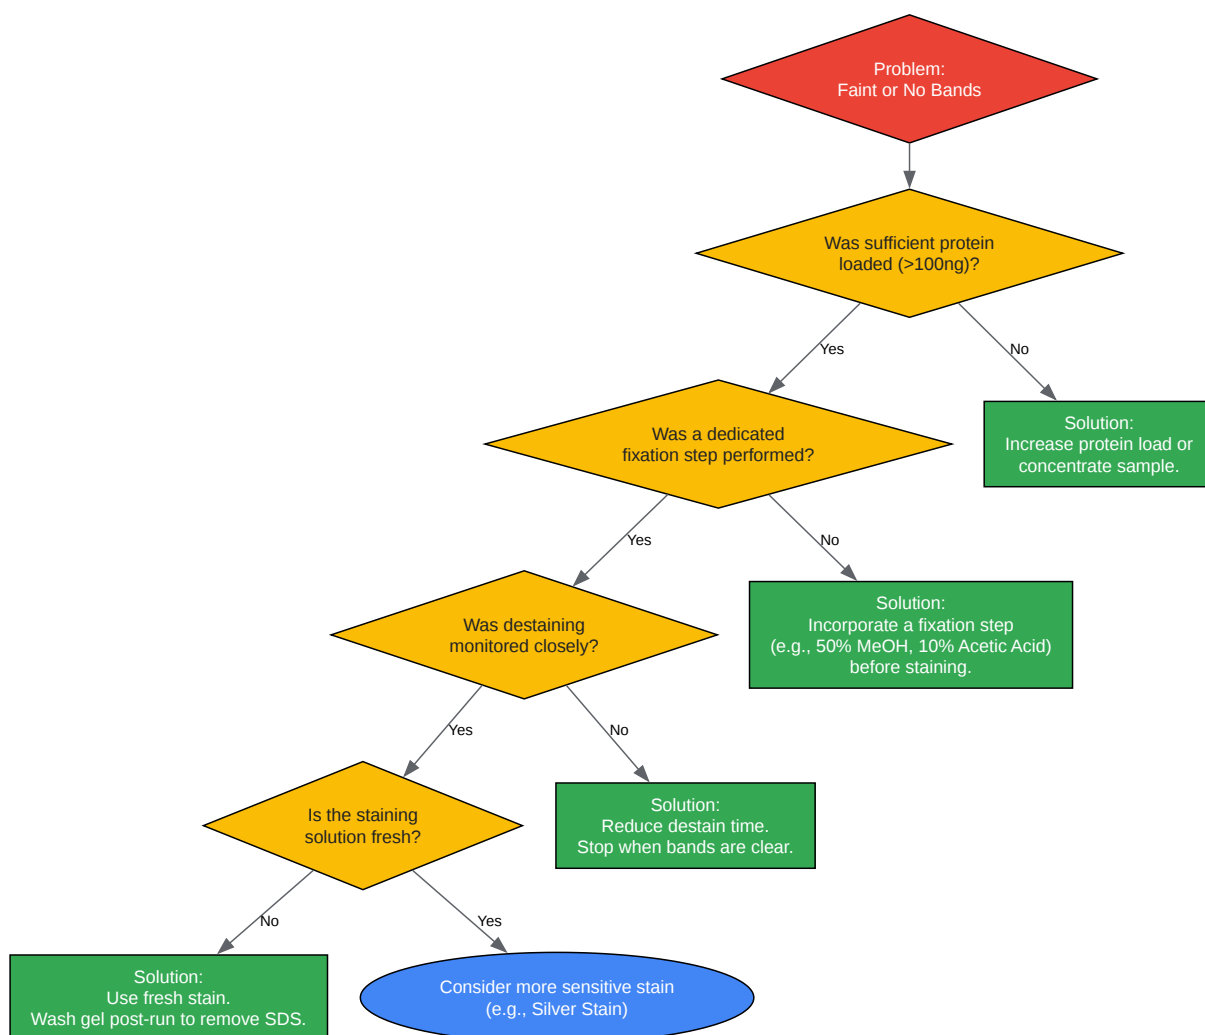 Problem:
Faint or No Bands
Was sufficient protein
loaded (>100ng)?
Yes
No
Was a dedicated
fixation step performed?
Solution:
Increase protein load or
concentrate sample.
Yes
No
Was destaining
monitored closely?
Solution:
Incorporate a fixation step
(e.g., 50% MeOH, 10% Acetic Acid)
before staining.
Yes
No
Is the staining
solution fresh?
Solution:
Reduce destain time.
Stop when bands are clear.
No
Yes
Solution:
Use fresh stain.
Wash gel post-run to remove SDS.
Consider more sensitive stain
(e.g., Silver Stain)